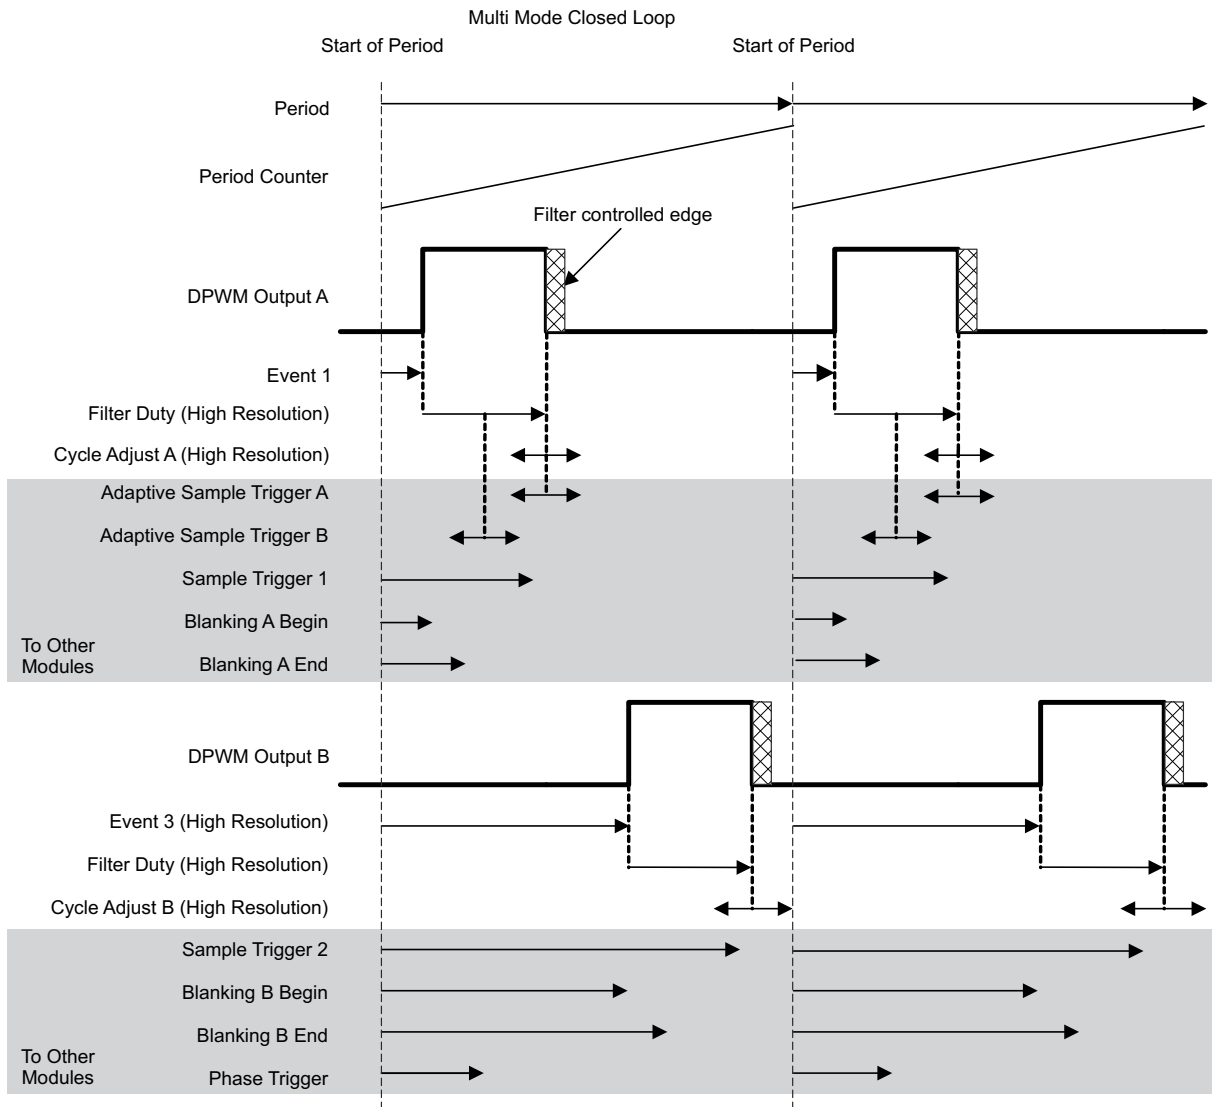 Multi Mode Closed Loop
Start of Period
Start of Period
Period
Period Counter
Filter controlled edge
DPWM Output A
Event 1
Filter Duty (High Resolution)
Cycle Adjust A (High Resolution)
Adaptive Sample Trigger A
Adaptive Sample Trigger B
Sample Trigger 1
Blanking A Begin
To Other
Modules
Blanking A End
DPWM Output B
Event 3 (High Resolution)
Filter Duty (High Resolution)
Cycle Adjust B (High Resolution)
Sample Trigger 2
Blanking B Begin
Blanking B End
To Other
Modules
Phase Trigger